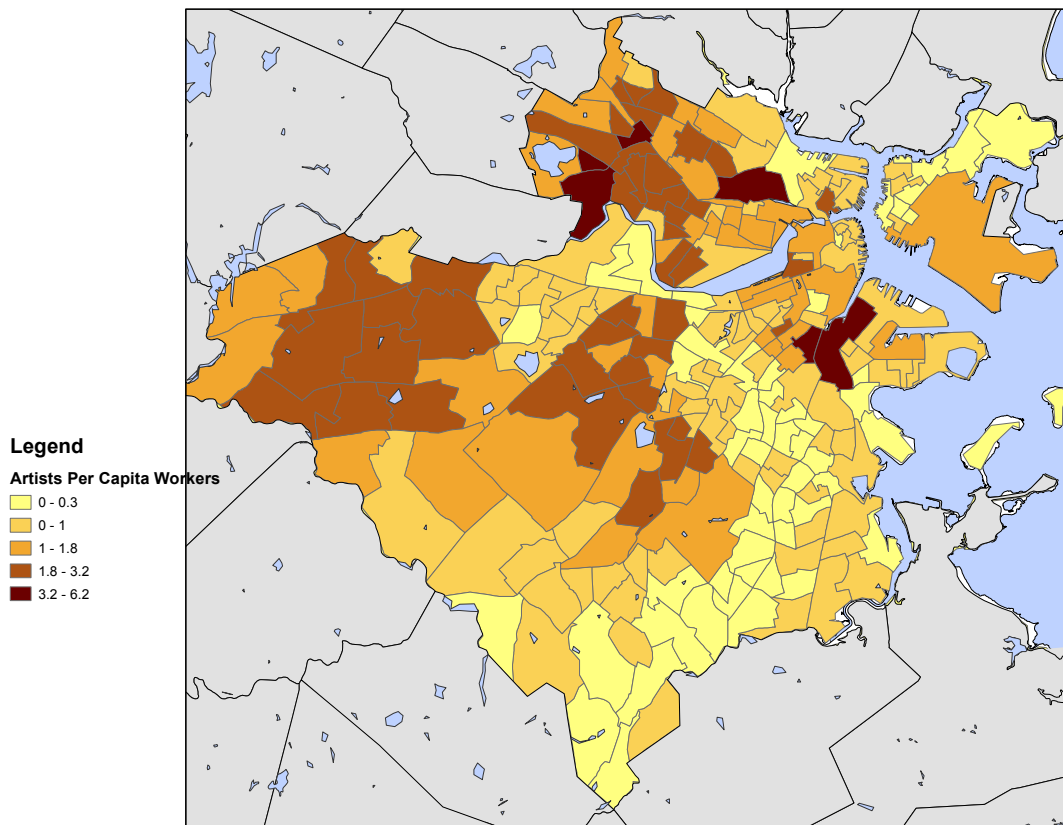 Legend
Artists Per Capita Workers
0 - 0.3
0 - 1
1 - 1.8
1.8 - 3.2
3.2 - 6.2